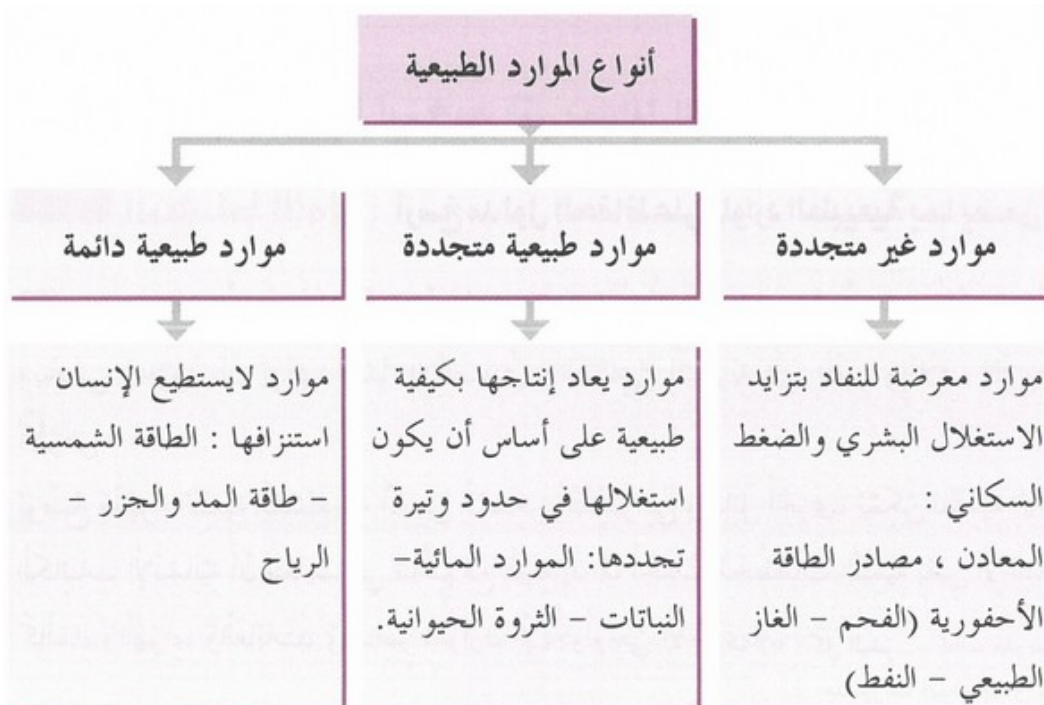 أنواع الموارد الطبيعية
موارد غير متجددة
موارد طبيعية متجددة
موارد طبيعية دائمة
موارد معرضة للنفاد بتزايد
الاستغلال البشري والضغط
السكاني :
المعادن ، مصادر الطاقة
الأحفورية (الفحم – الغاز
الطبيعي – النفط)
موارد يعاد إنتاجها بكيفية
طبيعية على أساس أن يكون
استغلالها في حدود وتيرة
تجددها: الموارد المائية–
النباتات – الثروة الحيوانية.
موارد لايستطيع الإنسان
استنزافها : الطاقة الشمسية
– طاقة المد والجزر
الرياح –